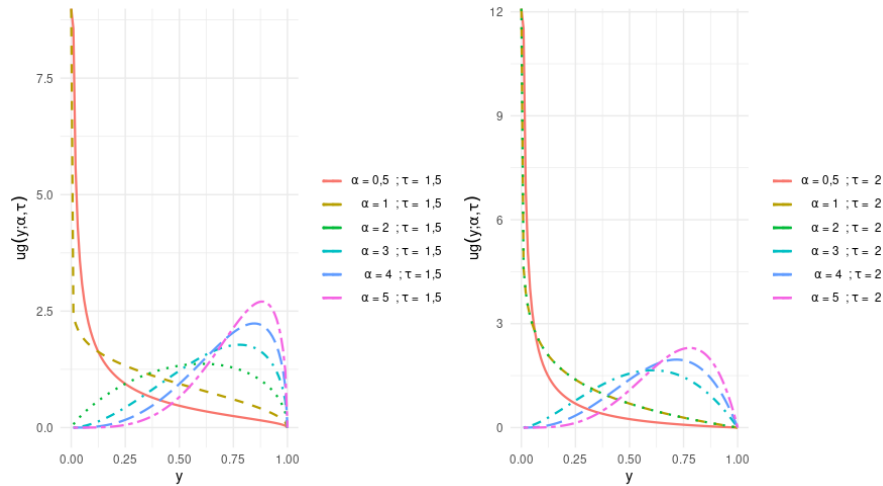 7.5
5.0
2.5
0.0
0.00 0.25 0.50 0.75 1.00
y
ug(y;α,τ)
α = 0,5 ; τ = 1,5
α = 1 ; τ = 1,5
α = 2 ; τ = 1,5
α = 3 ; τ = 1,5
α = 4 ; τ = 1,5
α = 5 ; τ = 1,5
12
9
6
3
0
0.00 0.25 0.50 0.75 1.00
y
ug(y;α,τ)
α = 0,5 ; τ = 2
α = 1 ; τ = 2
α = 2 ; τ = 2
α = 3 ; τ = 2
α = 4 ; τ = 2
α = 5 ; τ = 2